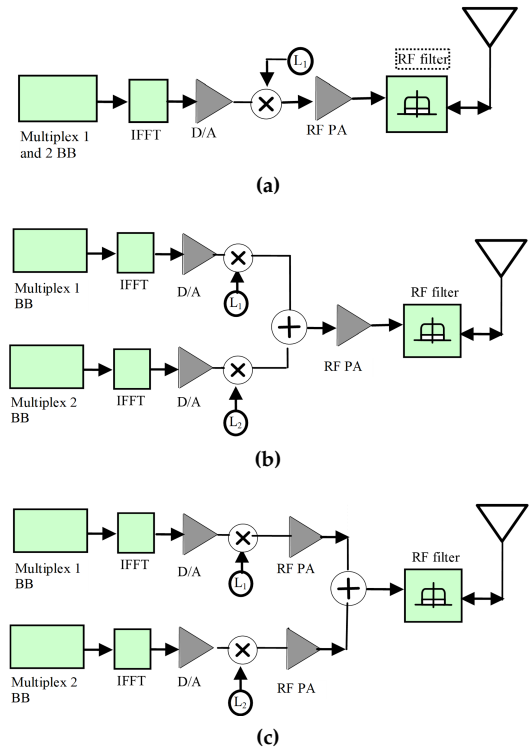 L1
RF filter
Multiplex 1
and 2 BB
IFFT
D/A
RF PA
(a)
Multiplex 1
BB
IFFT
D/A
L1
RF filter
RF PA
Multiplex 2
BB
IFFT
D/A
L2
(b)
Multiplex 1
BB
IFFT
D/A
L1
RF PA
RF filter
Multiplex 2
BB
IFFT
D/A
L2
RF PA
(c)